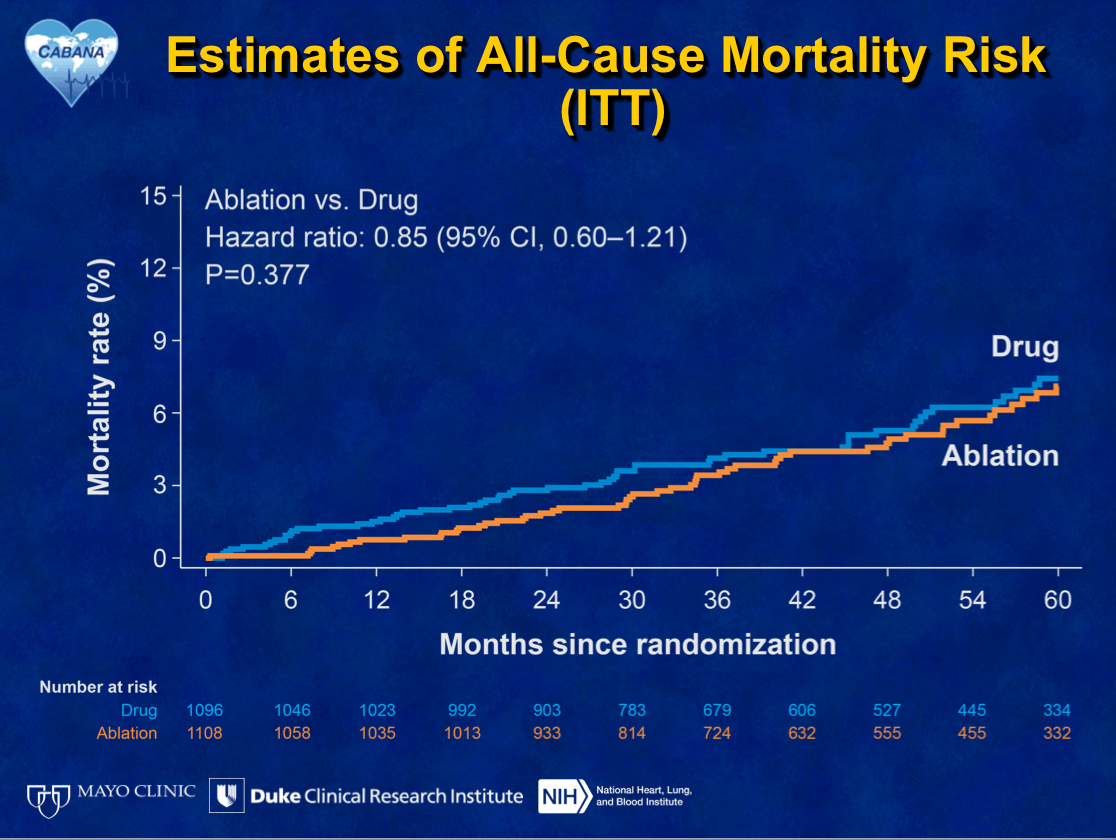 CABANA
Estimates of All-Cause Mortality Risk
(ITT)
Ablation vs. Drug
Hazard ratio: 0.85 (95% CI, 0.60–1.21)
P=0.377
Mortality rate (%)
15
12
9
6
3
0
Drug
Ablation
0 6 12 18 24 30 36 42 48 54 60
Months since randomization
Number at risk
Drug 1096 1046 1023 992 903 783 679 606 527 445 334
Ablation 1108 1058 1035 1013 933 814 724 632 555 455 332
MAYO CLINIC
Duke Clinical Research Institute
NIH
National Heart, Lung,
and Blood Institute